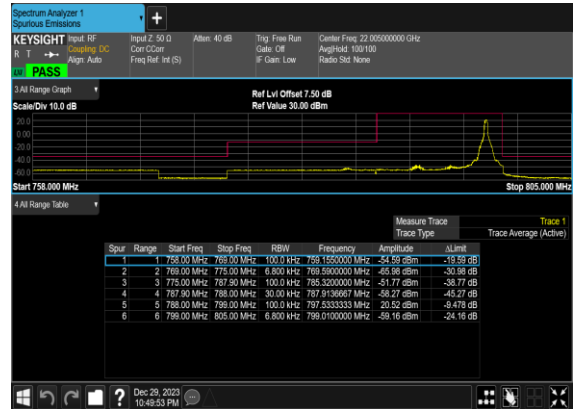 Spectrum Analyzer 1
Spurious Emissions
+
KEYSIGHT Input: RF Input Z: 50 Ω Atten: 40 dB Trig: Free Run Center Freq: 22.005000000 GHz
R T Coupling: DC Corr CCorr Gate: Off Avg|Hold: 100/100
Align: Auto Freq Ref: Int (S) IF Gain: Low Radio Std: None
PASS
3 All Range Graph Ref Lvl Offset 7.50 dB
Scale/Div 10.0 dB Ref Value 30.00 dBm
20.0
0.00
-20.0
-40.0
-60.0
Start 758.000 MHz Stop 805.000 MHz
4 All Range Table
Measure Trace Trace 1
Trace Type Trace Average (Active)
Spur Range Start Freq Stop Freq RBW Frequency Amplitude ΔLimit
1 1 758.00 MHz 769.00 MHz 100.0 kHz 759.1550000 MHz -54.59 dBm -19.59 dB
2 2 769.00 MHz 775.00 MHz 6.800 kHz 769.5900000 MHz -65.98 dBm -30.98 dB
3 3 775.00 MHz 787.90 MHz 100.0 kHz 785.3200000 MHz -51.77 dBm -38.77 dB
4 4 787.90 MHz 788.00 MHz 30.00 kHz 787.9136667 MHz -58.27 dBm -45.27 dB
5 5 788.00 MHz 799.00 MHz 100.0 kHz 797.5333333 MHz 20.52 dBm -9.478 dB
6 6 799.00 MHz 805.00 MHz 6.800 kHz 799.0100000 MHz -59.16 dBm -24.16 dB
? Dec 29, 2023
10:49:53 PM